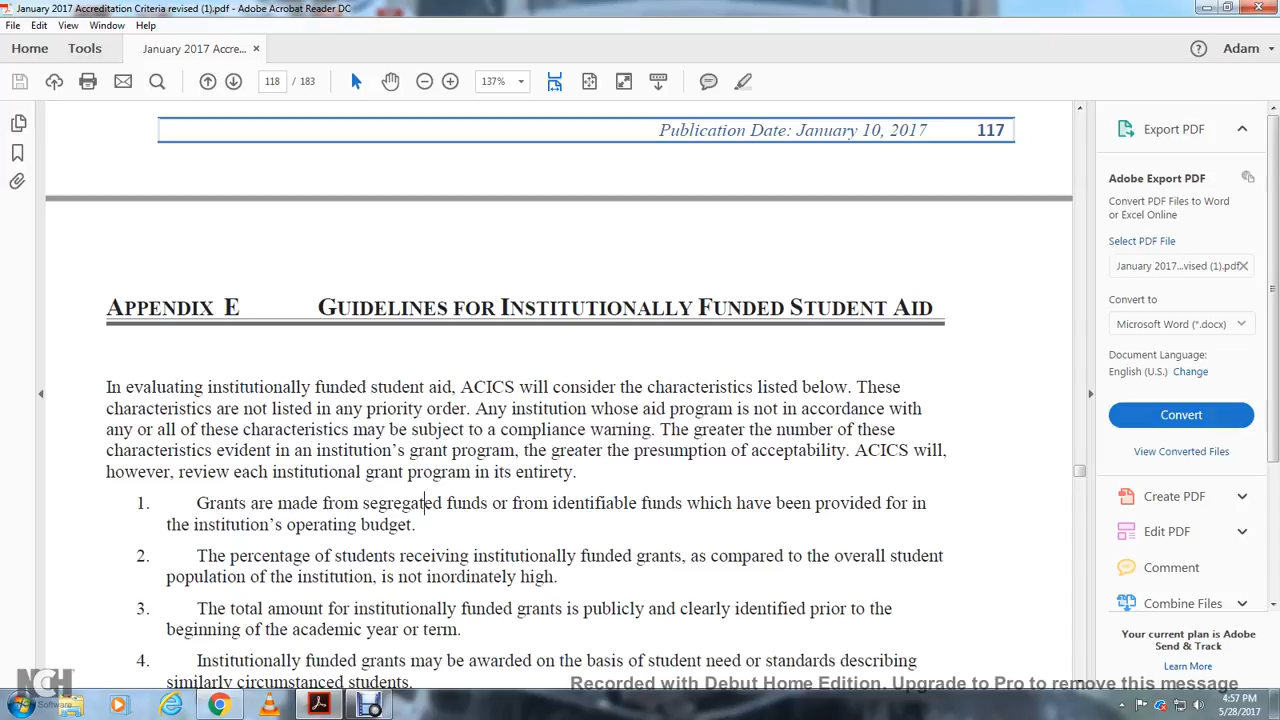 January 2017 Accreditation Criteria revised (1).pdf - Adobe Acrobat Reader DC
File Edit View Window Help
Home Tools January 2017 Accre... × Adam
118 / 183 137%
Publication Date: January 10, 2017 117
APPENDIX E GUIDELINES FOR INSTITUTIONALLY FUNDED STUDENT AID
In evaluating institutionally funded student aid, ACICS will consider the characteristics listed below. These
characteristics are not listed in any priority order. Any institution whose aid program is not in accordance with
any or all of these characteristics may be subject to a compliance warning. The greater the number of these
characteristics evident in an institution's grant program, the greater the presumption of acceptability. ACICS will,
however, review each institutional grant program in its entirety.
1. Grants are made from segregated funds or from identifiable funds which have been provided for in
the institution's operating budget.
2. The percentage of students receiving institutionally funded grants, as compared to the overall student
population of the institution, is not inordinately high.
3. The total amount for institutionally funded grants is publicly and clearly identified prior to the
beginning of the academic year or term.
4. Institutionally funded grants may be awarded on the basis of student need or standards describing
similarly circumstanced students.
Export PDF
Adobe Export PDF
Convert PDF Files to Word
or Excel Online
Select PDF File
January 2017...vised (1).pdf ×
Convert to
Microsoft Word (*.docx)
Document Language:
English (U.S.) Change
Convert
View Converted Files
Create PDF
Edit PDF
Comment
Combine Files
Your current plan is Adobe
Send & Track
Learn More
NCH
Software
Recorded with Debut Home Edition. Upgrade to Pro to remove this message
4:57 PM
5/28/2017